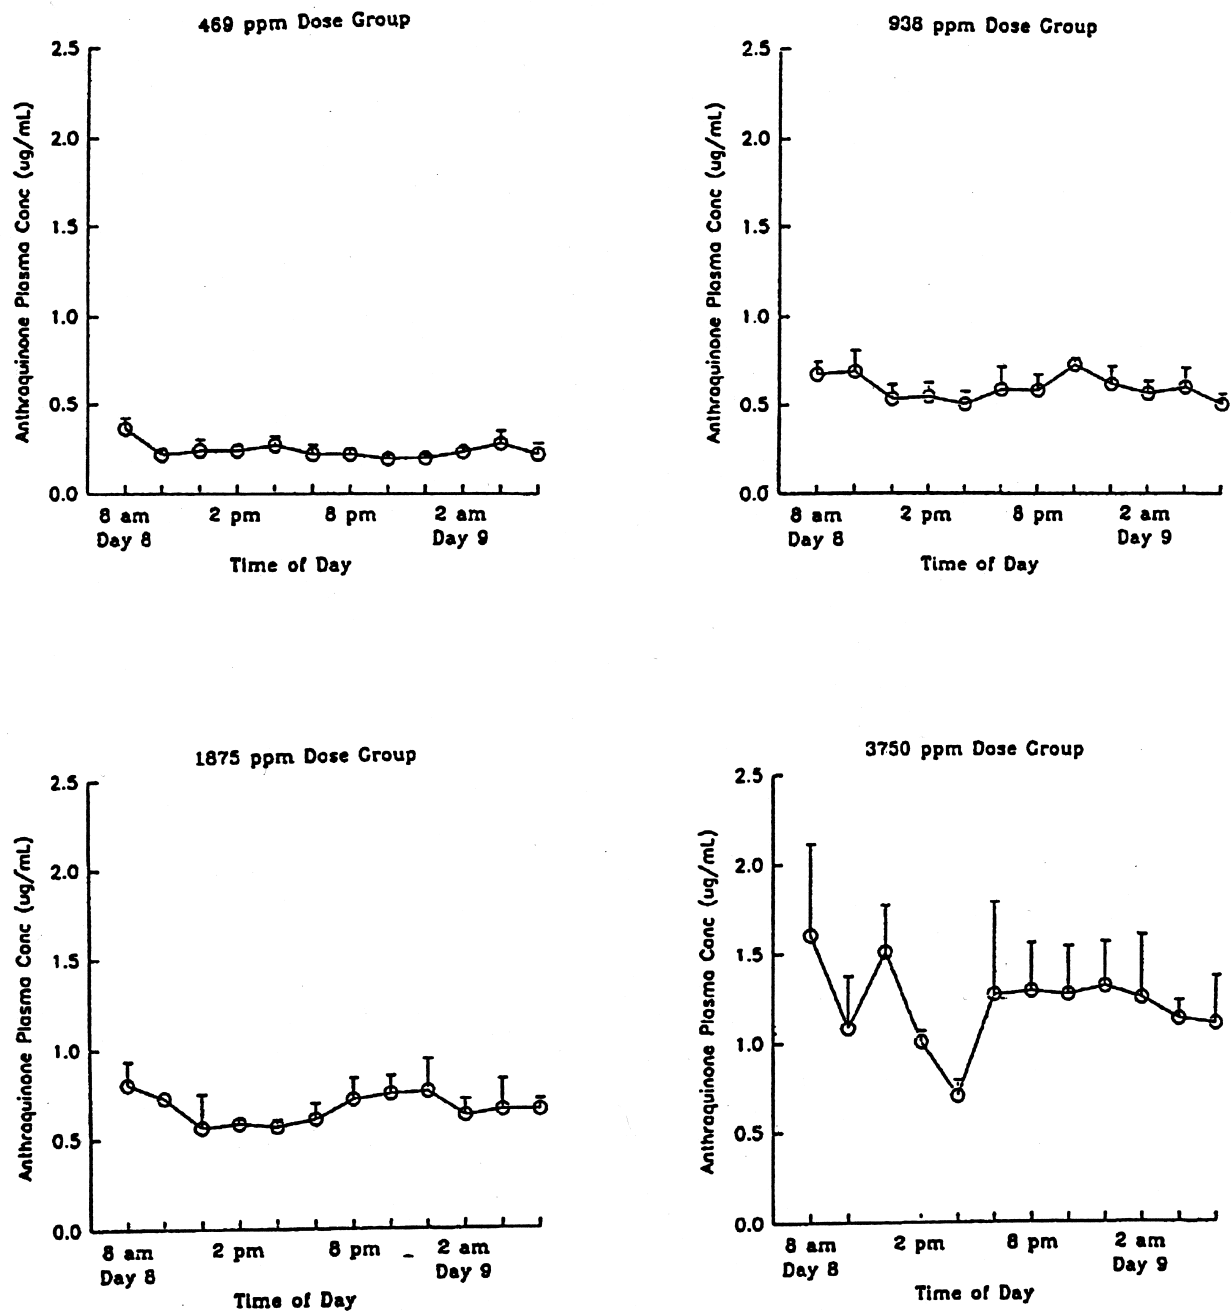 469 ppm Dose Group
2.5
2.0
1.5
1.0
0.5
0.0
Anthraquinone Plasma Conc (ug/mL)
8 am 2 pm 8 pm 2 am
Day 8 Day 9
Time of Day
938 ppm Dose Group
2.5
2.0
1.5
1.0
0.5
0.0
Anthraquinone Plasma Conc (ug/mL)
8 am 2 pm 8 pm 2 am
Day 8 Day 9
Time of Day
1875 ppm Dose Group
2.5
2.0
1.5
1.0
0.5
0.0
Anthraquinone Plasma Conc (ug/mL)
8 am 2 pm 8 pm 2 am
Day 8 Day 9
Time of Day
3750 ppm Dose Group
2.5
2.0
1.5
1.0
0.5
0.0
Anthraquinone Plasma Conc (ug/mL)
8 am 2 pm 8 pm 2 am
Day 8 Day 9
Time of Day